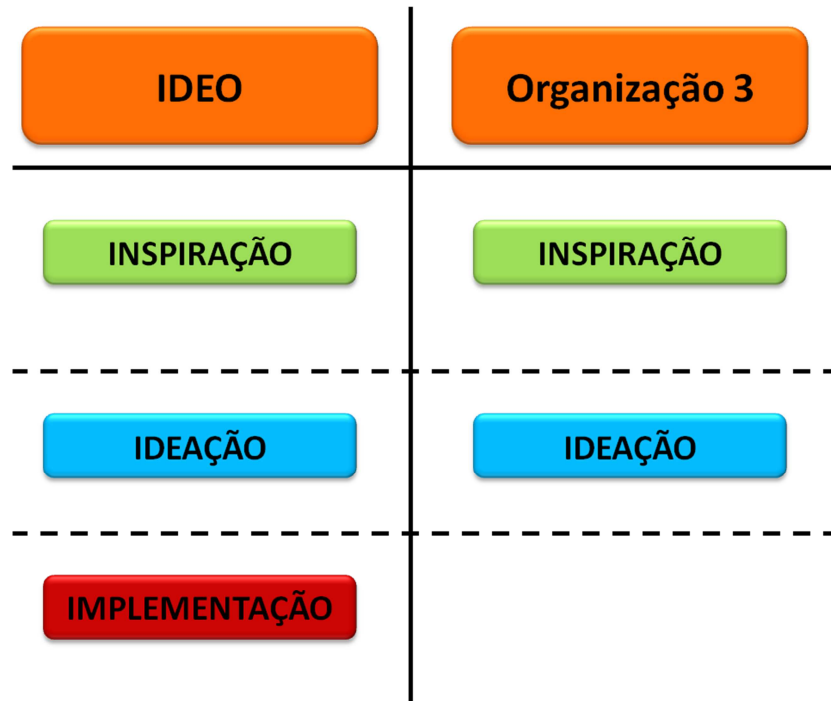 IDEO
Organização 3
INSPIRAÇÃO
INSPIRAÇÃO
IDEAÇÃO
IDEAÇÃO
IMPLEMENTAÇÃO